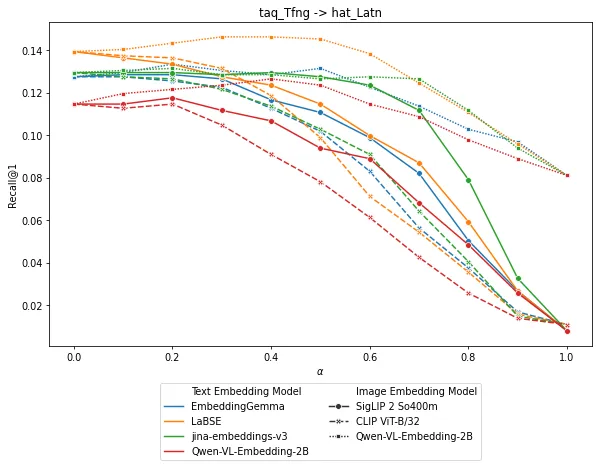 taq_Tfng -> hat_Latn
Recall@1
0.14
0.12
0.10
0.08
0.06
0.04
0.02
0.0 0.2 0.4 0.6 0.8 1.0
α
Text Embedding Model Image Embedding Model
EmbeddingGemma SigLIP 2 So400m
LaBSE CLIP ViT-B/32
jina-embeddings-v3 Qwen-VL-Embedding-2B
Qwen-VL-Embedding-2B